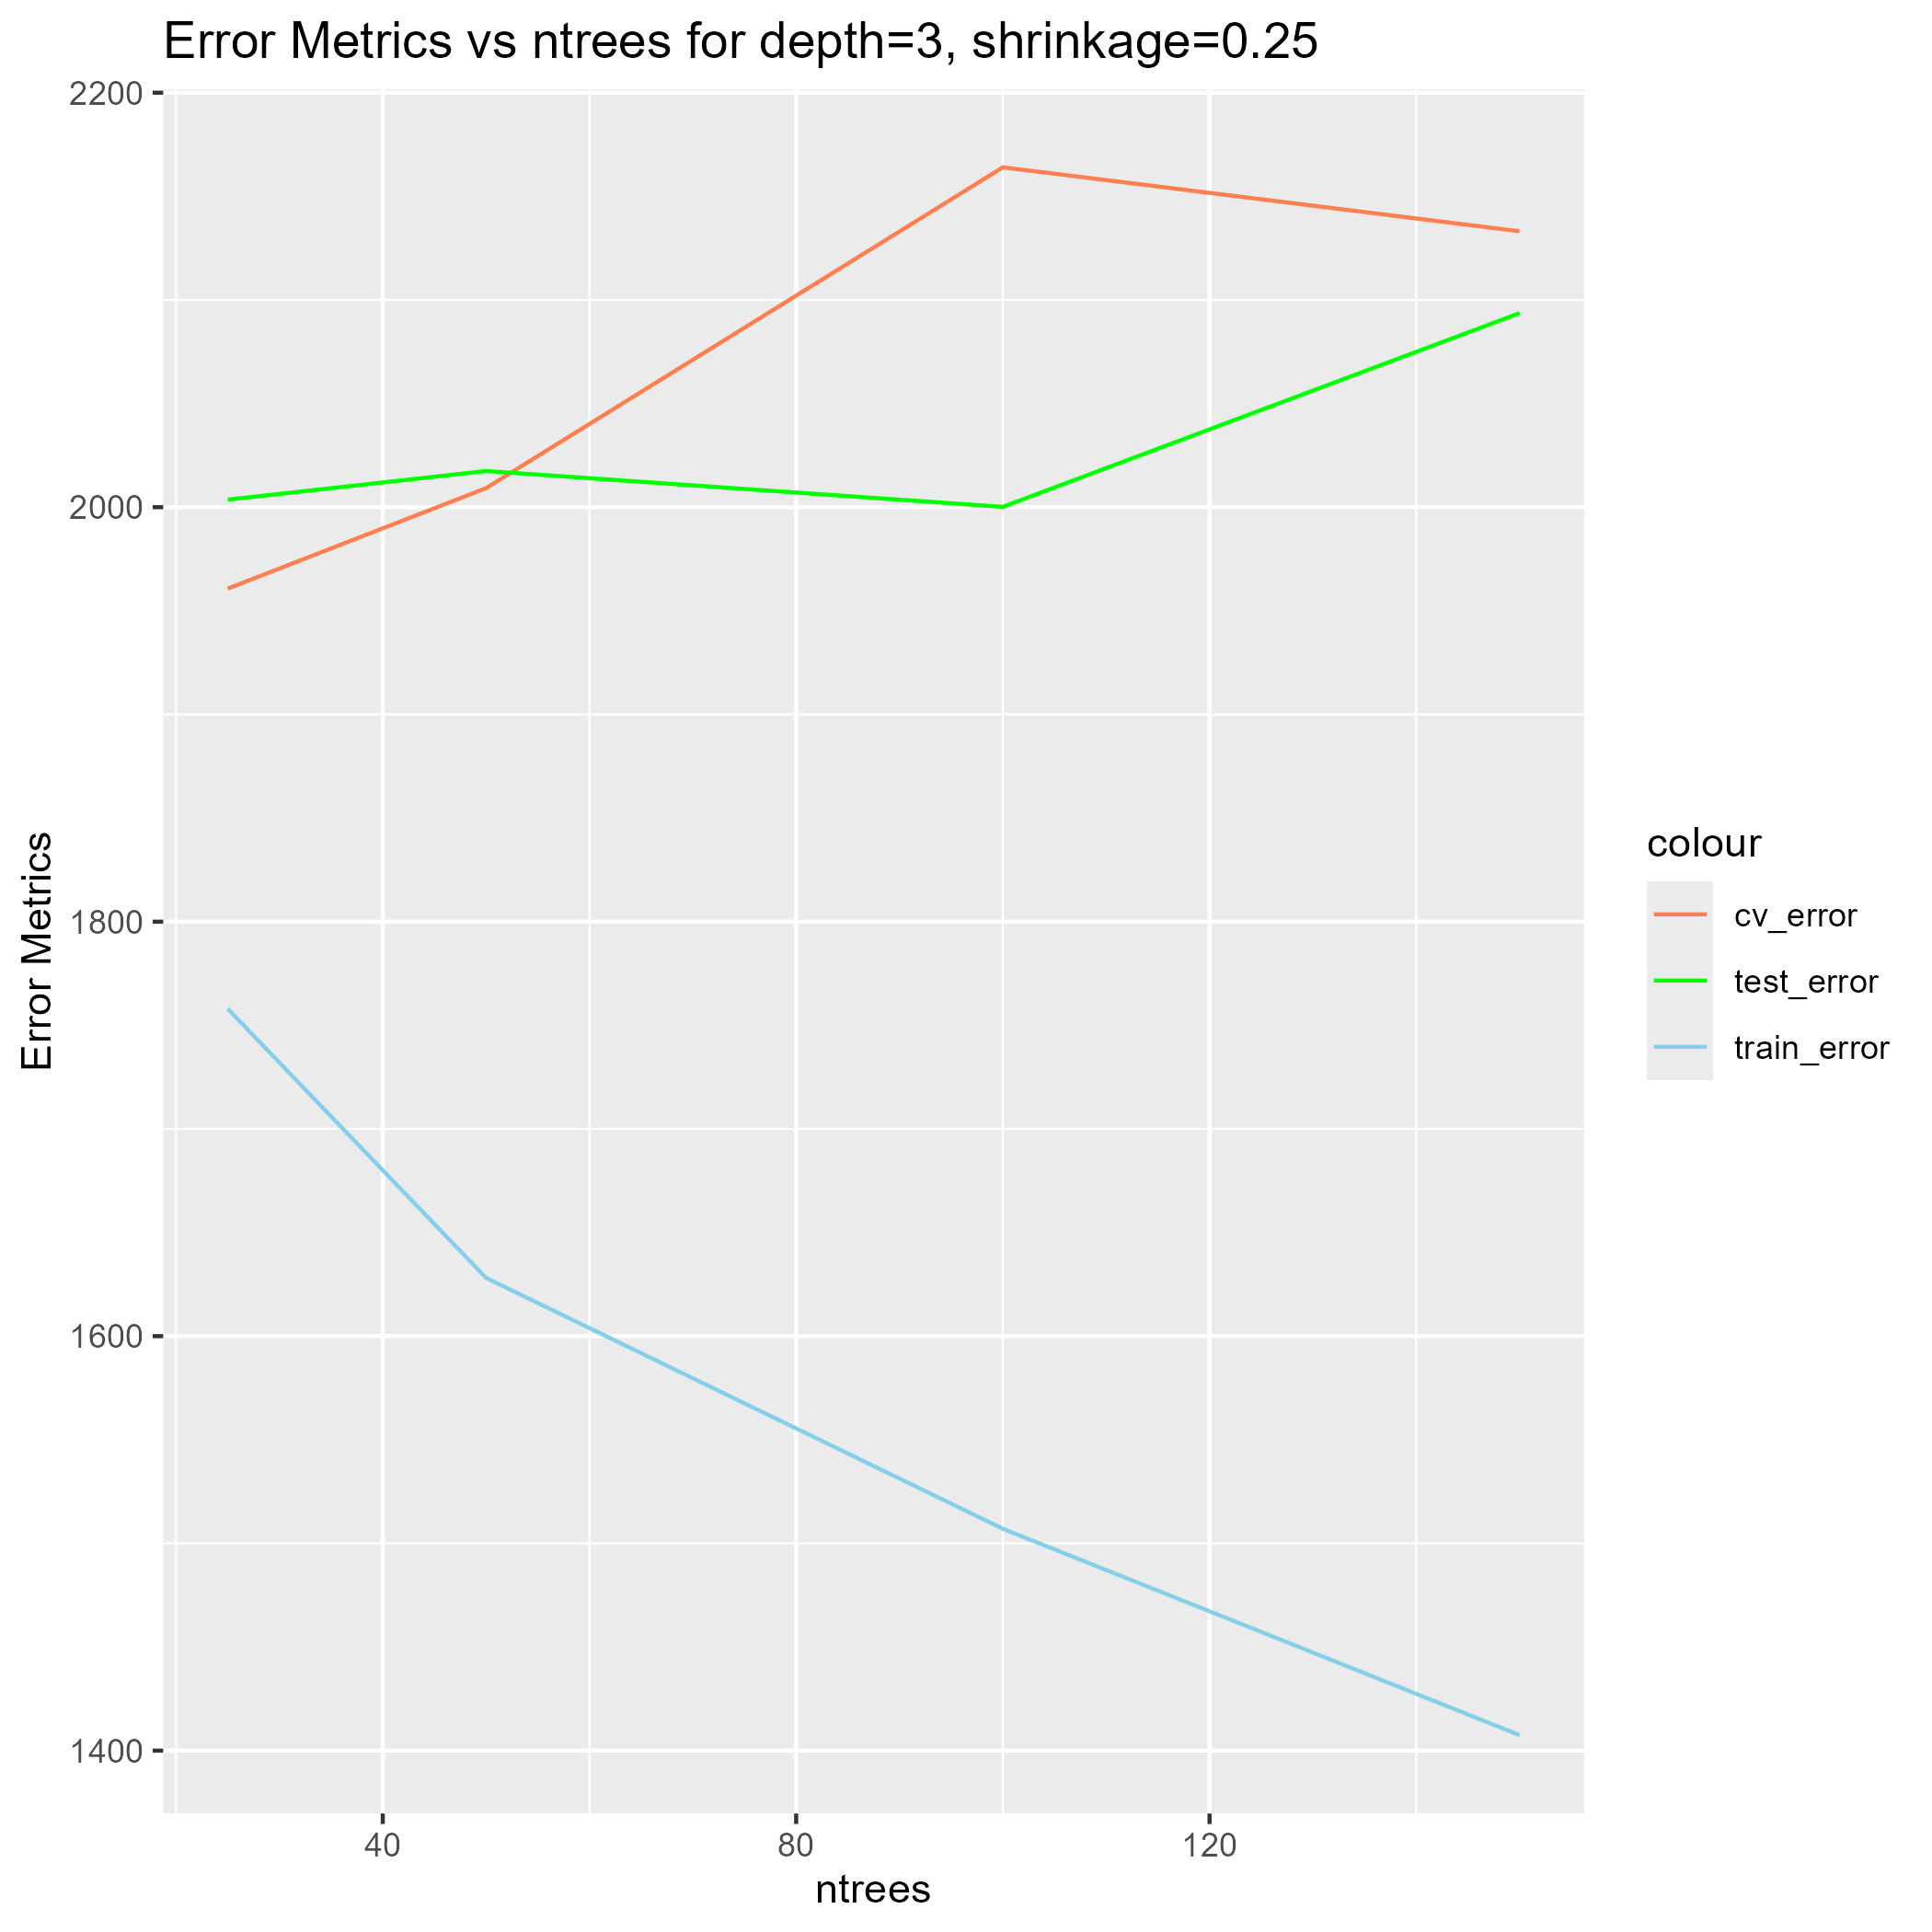 Error Metrics vs ntrees for depth=3, shrinkage=0.25
Error Metrics
2200
2000
1800
1600
1400
40 80 120
ntrees
colour
cv_error
test_error
train_error